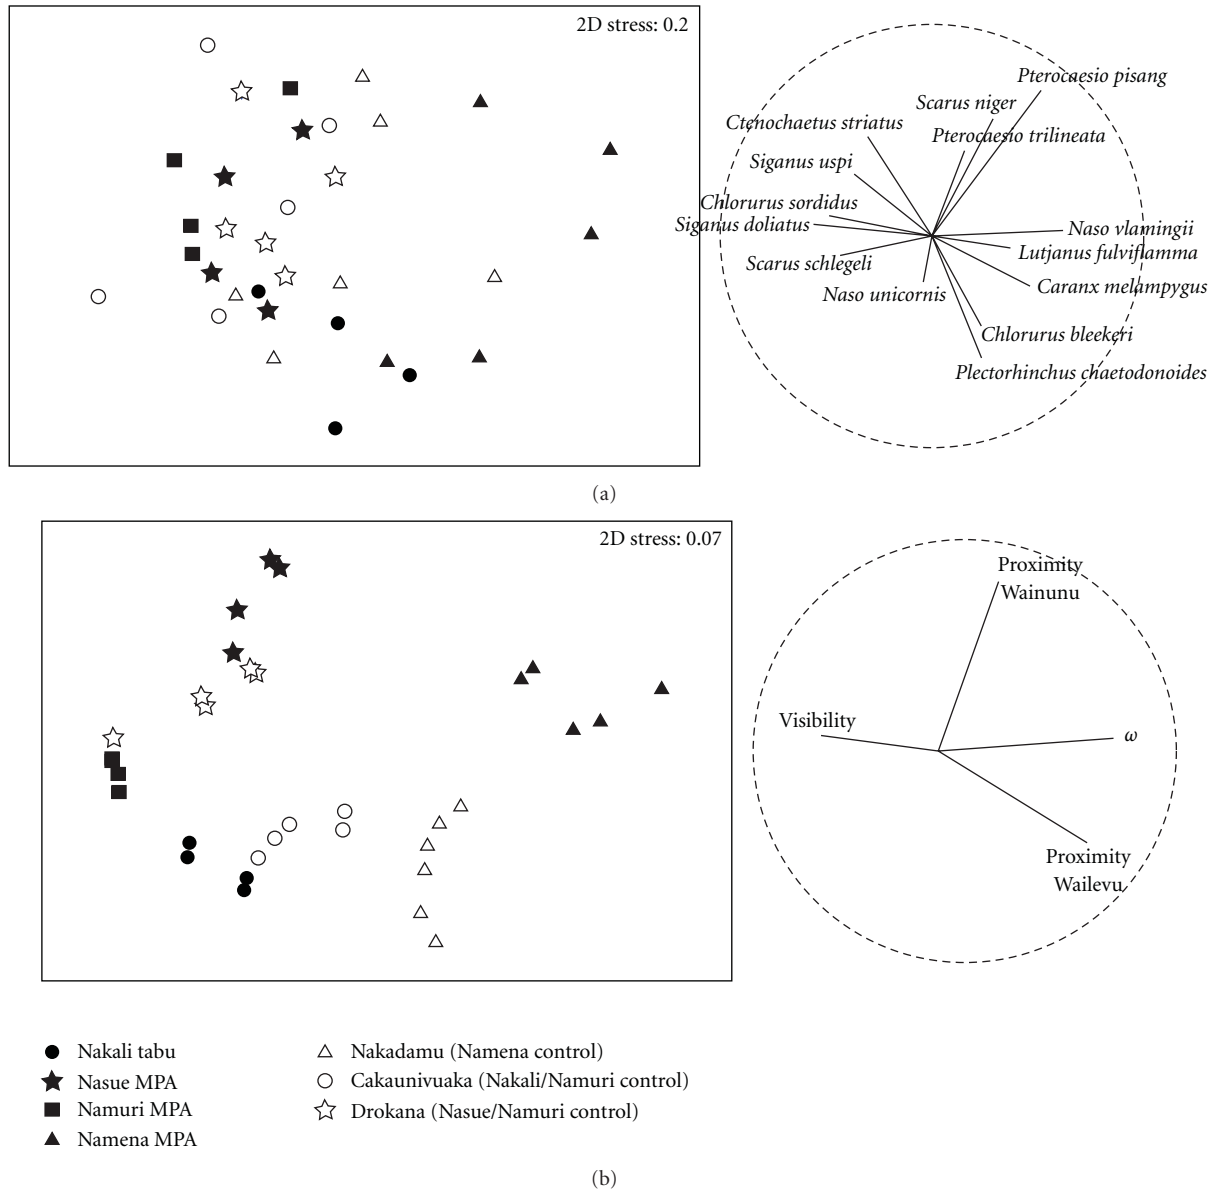 2D stress: 0.2
Pterocaesio pisang
Scarus niger
Ctenochaetus striatus
Pterocaesio trilineata
Siganus uspi
Chlorurus sordidus
Siganus doliatus
Naso vlamingii
Lutjanus fulviflamma
Scarus schlegeli
Caranx melampygus
Naso unicornis
Chlorurus bleekeri
Plectorhinchus chaetodonoides
(a)
2D stress: 0.07
Proximity
Wainunu
Visibility
ω
Proximity
Wailevu
Nakali tabu
Nasue MPA
Namuri MPA
Namena MPA
Nakadamu (Namena control)
Cakaunivuaka (Nakali/Namuri control)
Drokana (Nasue/Namuri control)
(b)